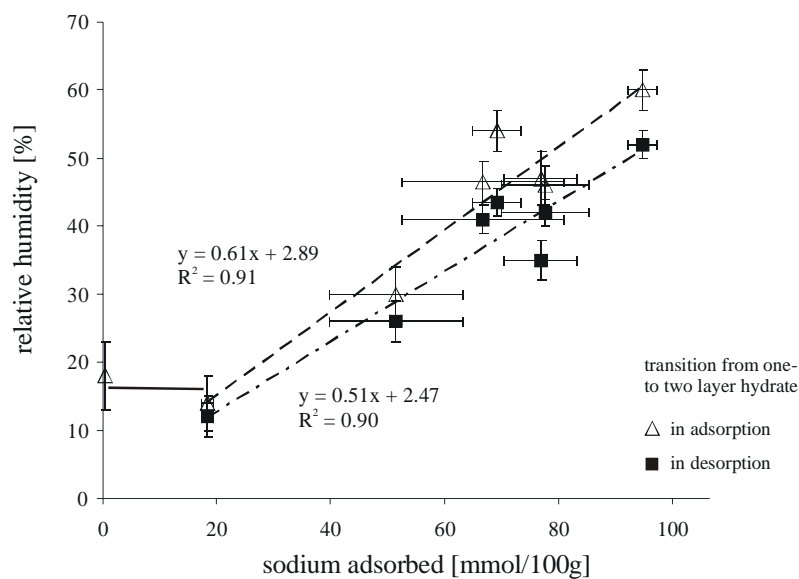 70
60
50
40
30
20
10
0
relative humidity [%]
y = 0.61x + 2.89
R² = 0.91
y = 0.51x + 2.47
R² = 0.90
transition from one-
to two layer hydrate
in adsorption
in desorption
0 20 40 60 80 100
sodium adsorbed [mmol/100g]